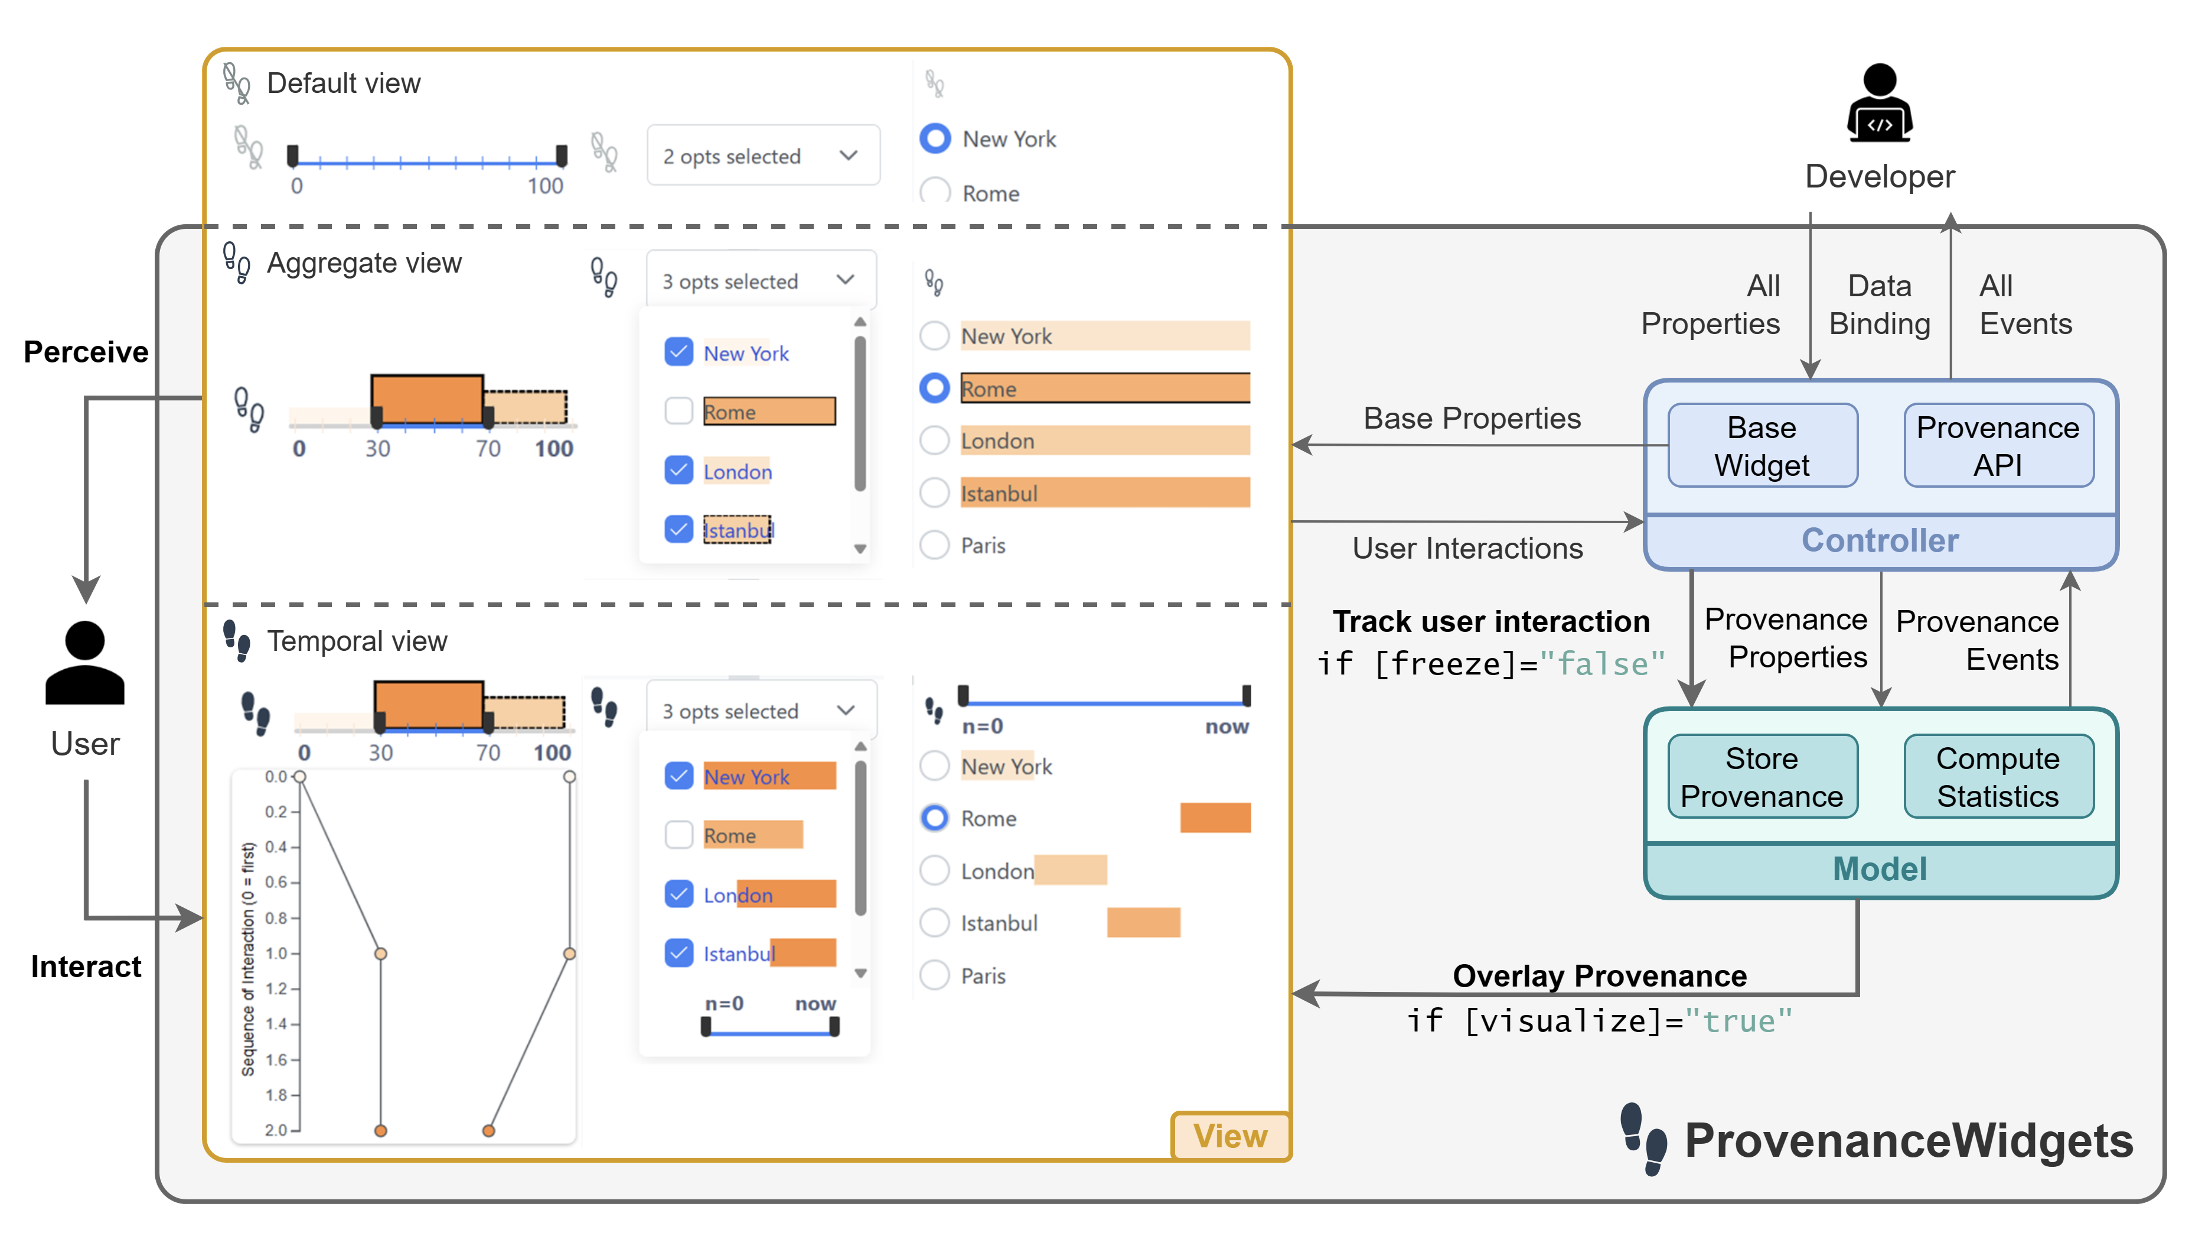 Default view
0
100
2 opts selected
New York
Rome
Aggregate view
0
30
70
100
3 opts selected
New York
Rome
London
Istanbul
New York
Rome
London
Istanbul
Paris
Temporal view
0
30
70
100
0.0
0.2
0.4
0.6
0.8
1.0
1.2
1.4
1.6
1.8
2.0
Sequence of Interaction (0 = first)
3 opts selected
New York
Rome
London
Istanbul
n=0
now
n=0
now
New York
Rome
London
Istanbul
Paris
View
Perceive
User
Interact
Developer
</>
All
Properties
Data
Binding
All
Events
Base Properties
User Interactions
Base
Widget
Provenance
API
Controller
Track user interaction
if [freeze]="false"
Provenance
Properties
Provenance
Events
Store
Provenance
Compute
Statistics
Model
Overlay Provenance
if [visualize]="true"
ProvenanceWidgets